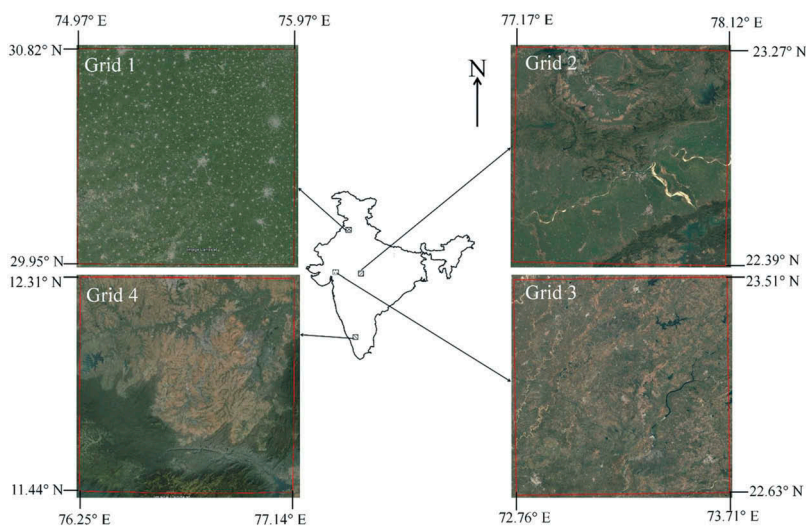 74.97° E
75.97° E
77.17° E
78.12° E
30.82° N
Grid 1
N
Grid 2
23.27° N
29.95° N
22.39° N
12.31° N
Grid 4
Grid 3
23.51° N
11.44° N
22.63° N
76.25° E
77.14° E
72.76° E
73.71° E